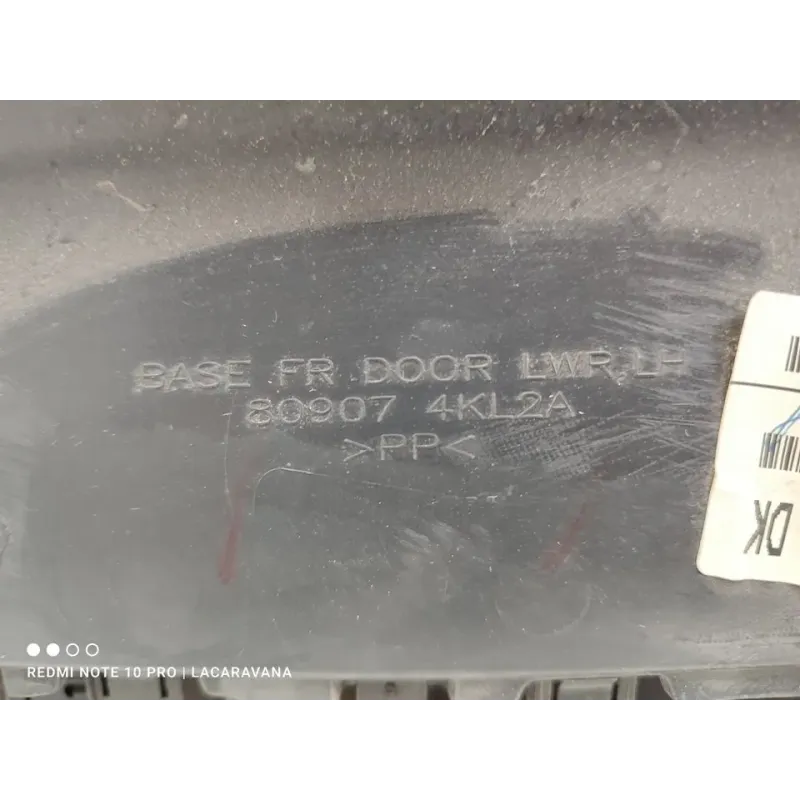 BASE FR DOOR LWR,LH
80907 4KL2A
>PP<
DK
REDMI NOTE 10 PRO | LACARAVANA